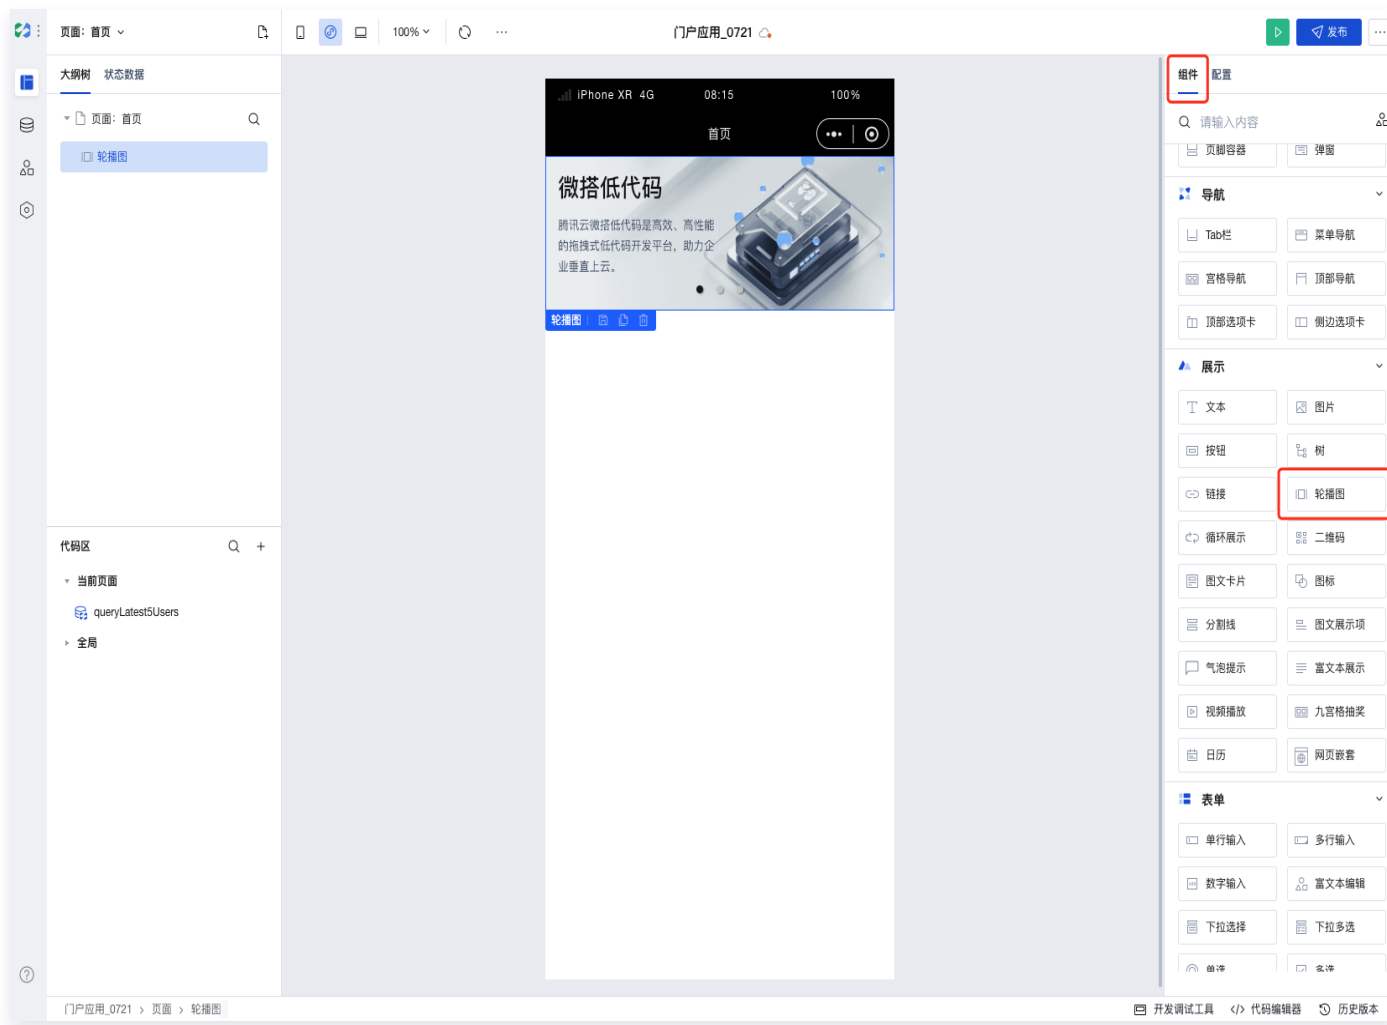 页面：首页
100%
门户应用_0721
发布
大纲树 状态数据
页面：首页
轮播图
代码区
当前页面
queryLatest5Users
全局
iPhone XR 4G 08:15 100%
首页
微搭低代码
腾讯云微搭低代码是高效、高性能
的拖拽式低代码开发平台，助力企
业垂直上云。
轮播图
组件 配置
请输入内容
页脚容器 弹窗
导航
Tab栏 菜单导航
宫格导航 顶部导航
顶部选项卡 侧边选项卡
展示
文本 图片
按钮 树
链接 轮播图
循环展示 二维码
图文卡片 图标
分割线 图文展示项
气泡提示 富文本展示
视频播放 九宫格抽奖
日历 网页嵌套
表单
单行输入 多行输入
数字输入 富文本编辑
下拉选择 下拉多选
单选 多选
门户应用_0721 > 页面 > 轮播图
开发调试工具 代码编辑器 历史版本